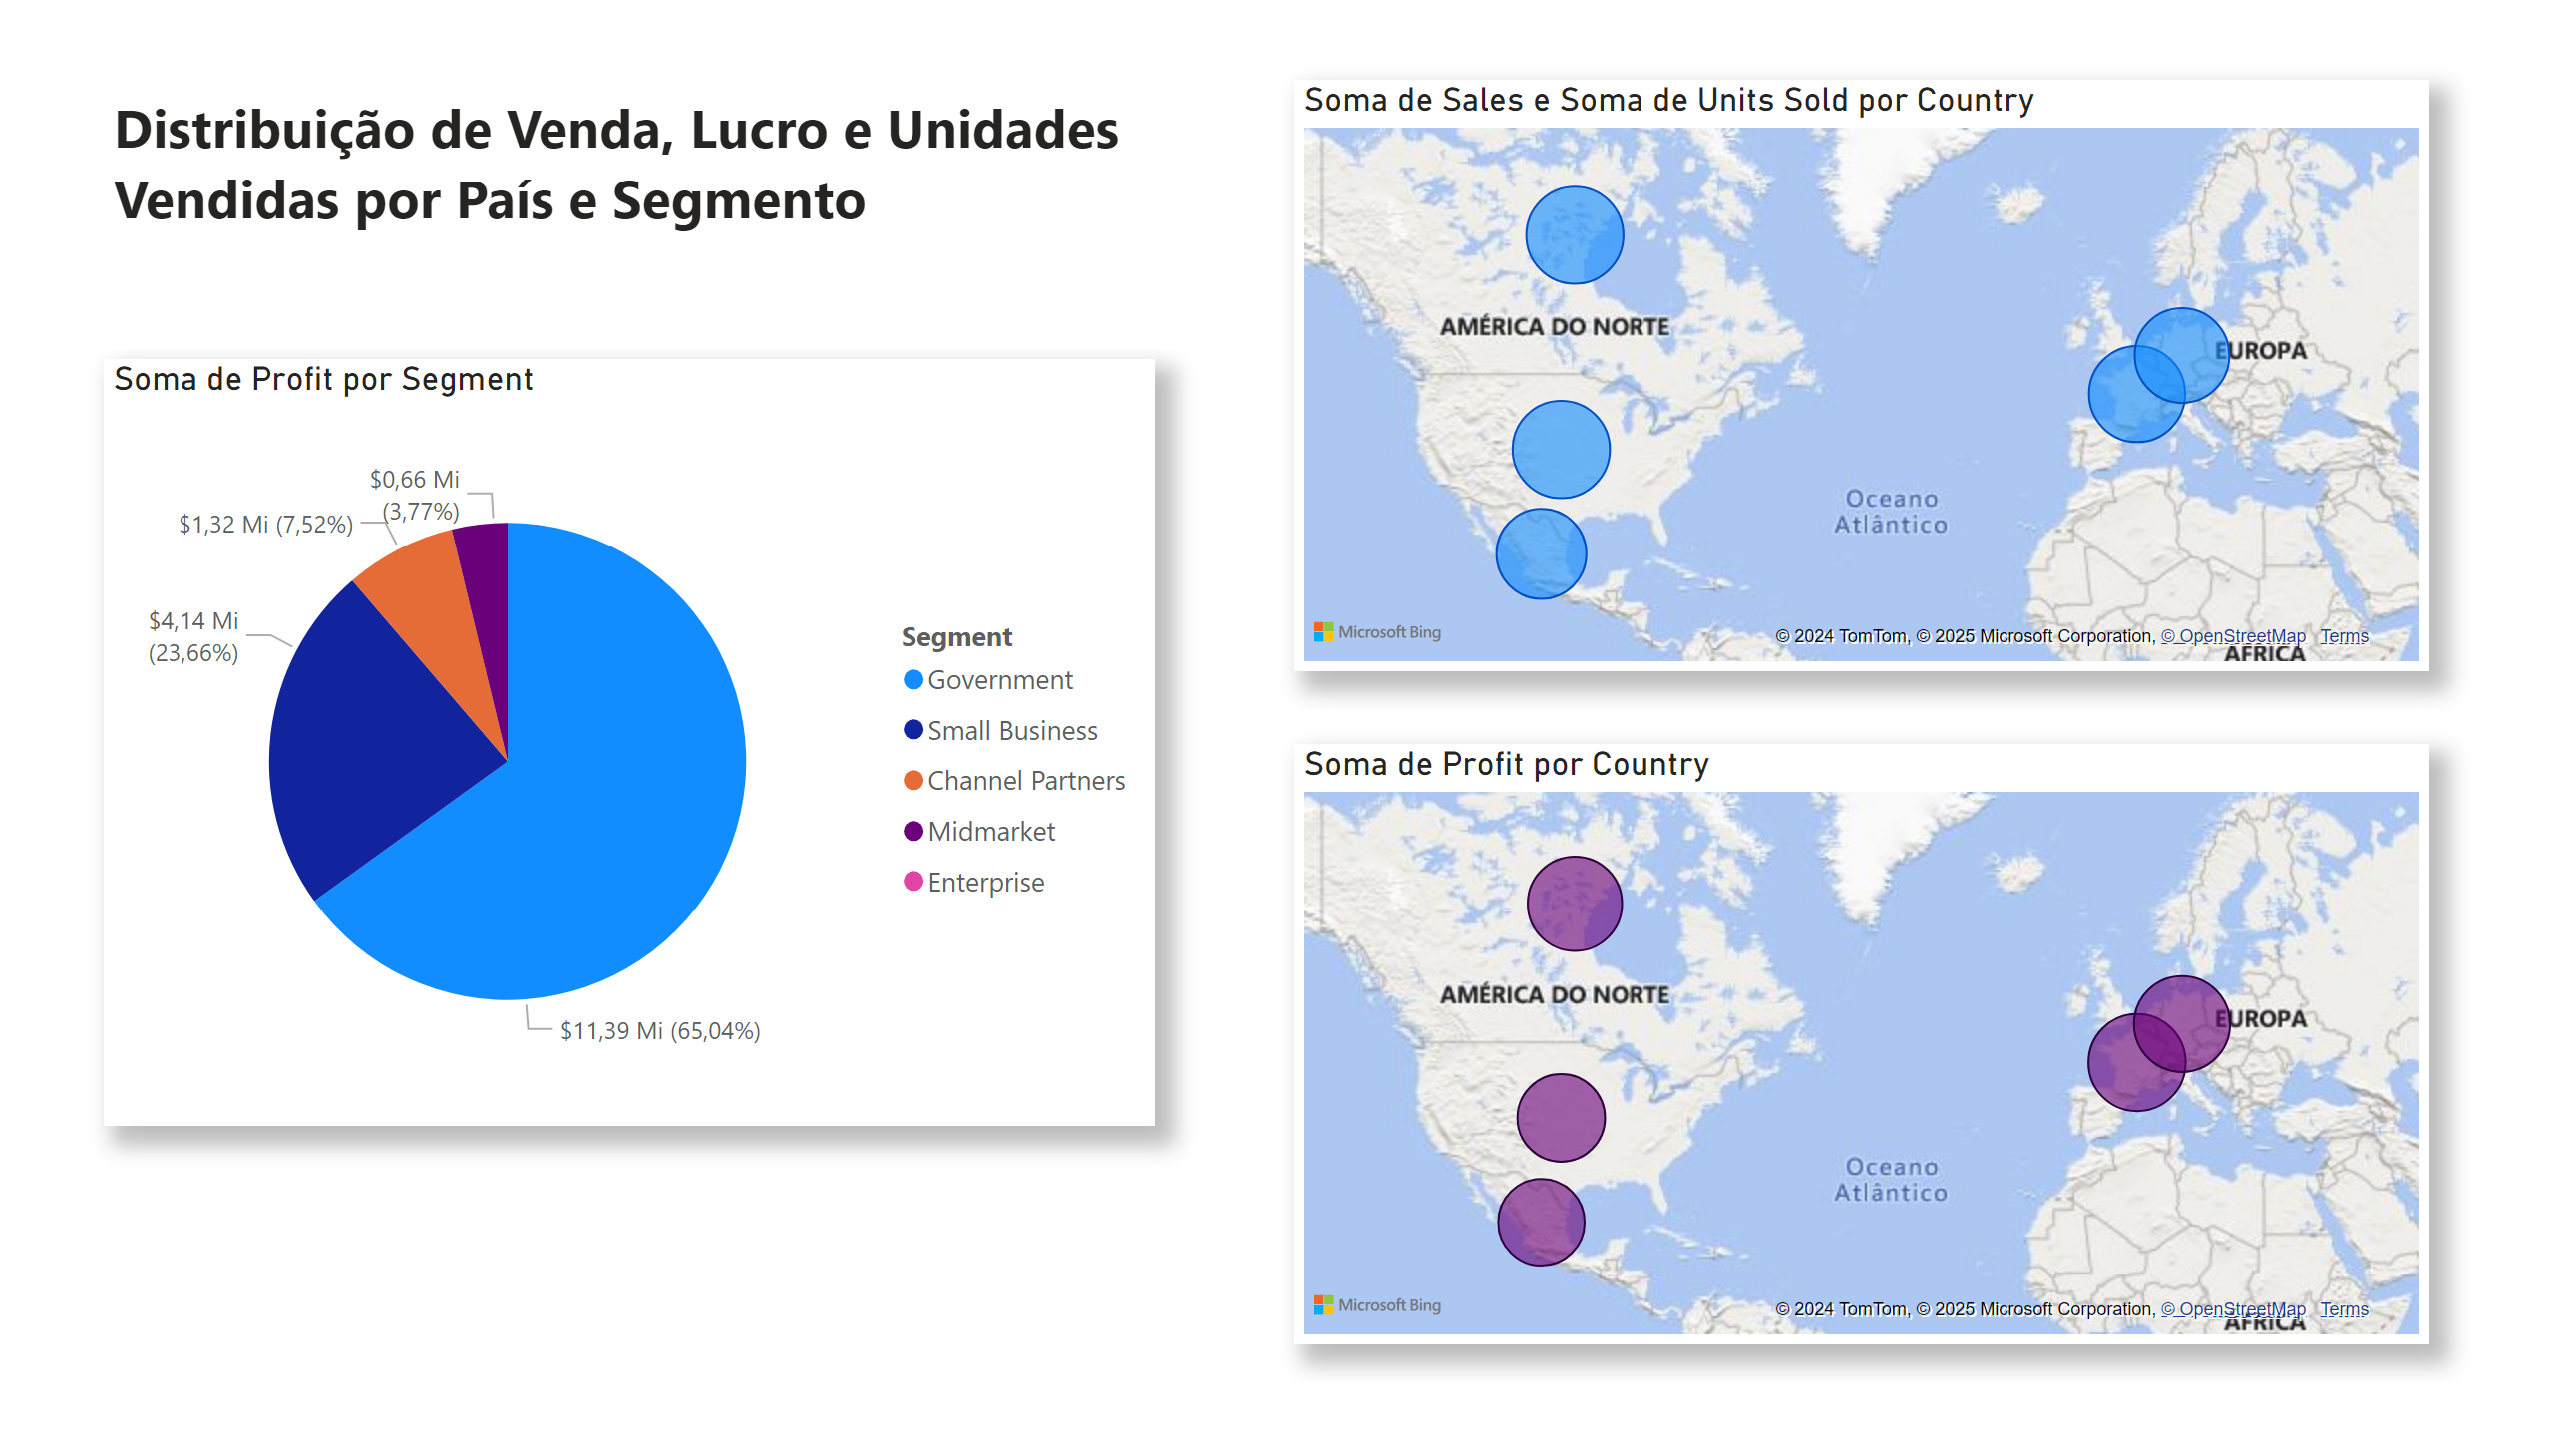 Distribuição de Venda, Lucro e Unidades
Vendidas por País e Segmento
Soma de Profit por Segment
$0,66 Mi
(3,77%)
$1,32 Mi (7,52%)
$4,14 Mi
(23,66%)
$11,39 Mi (65,04%)
Segment
Government
Small Business
Channel Partners
Midmarket
Enterprise
Soma de Sales e Soma de Units Sold por Country
AMÉRICA DO NORTE
EUROPA
Oceano
Atlântico
Microsoft Bing
© 2024 TomTom, © 2025 Microsoft Corporation, © OpenStreetMap Terms
ÁFRICA
Soma de Profit por Country
AMÉRICA DO NORTE
EUROPA
Oceano
Atlântico
Microsoft Bing
© 2024 TomTom, © 2025 Microsoft Corporation, © OpenStreetMap Terms
ÁFRICA